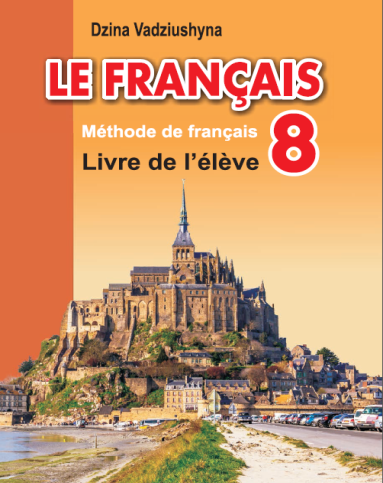 Dzina Vadziushyna
LE FRANÇAIS
Méthode de français
8
Livre de l'élève